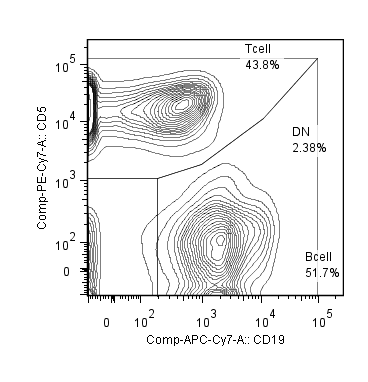 Tcell
43.8%
DN
2.38%
Bcell
51.7%
Comp-PE-Cy7-A:: CD5
10^5
10^4
10^3
10^2
0
0 10^2 10^3 10^4 10^5
Comp-APC-Cy7-A:: CD19